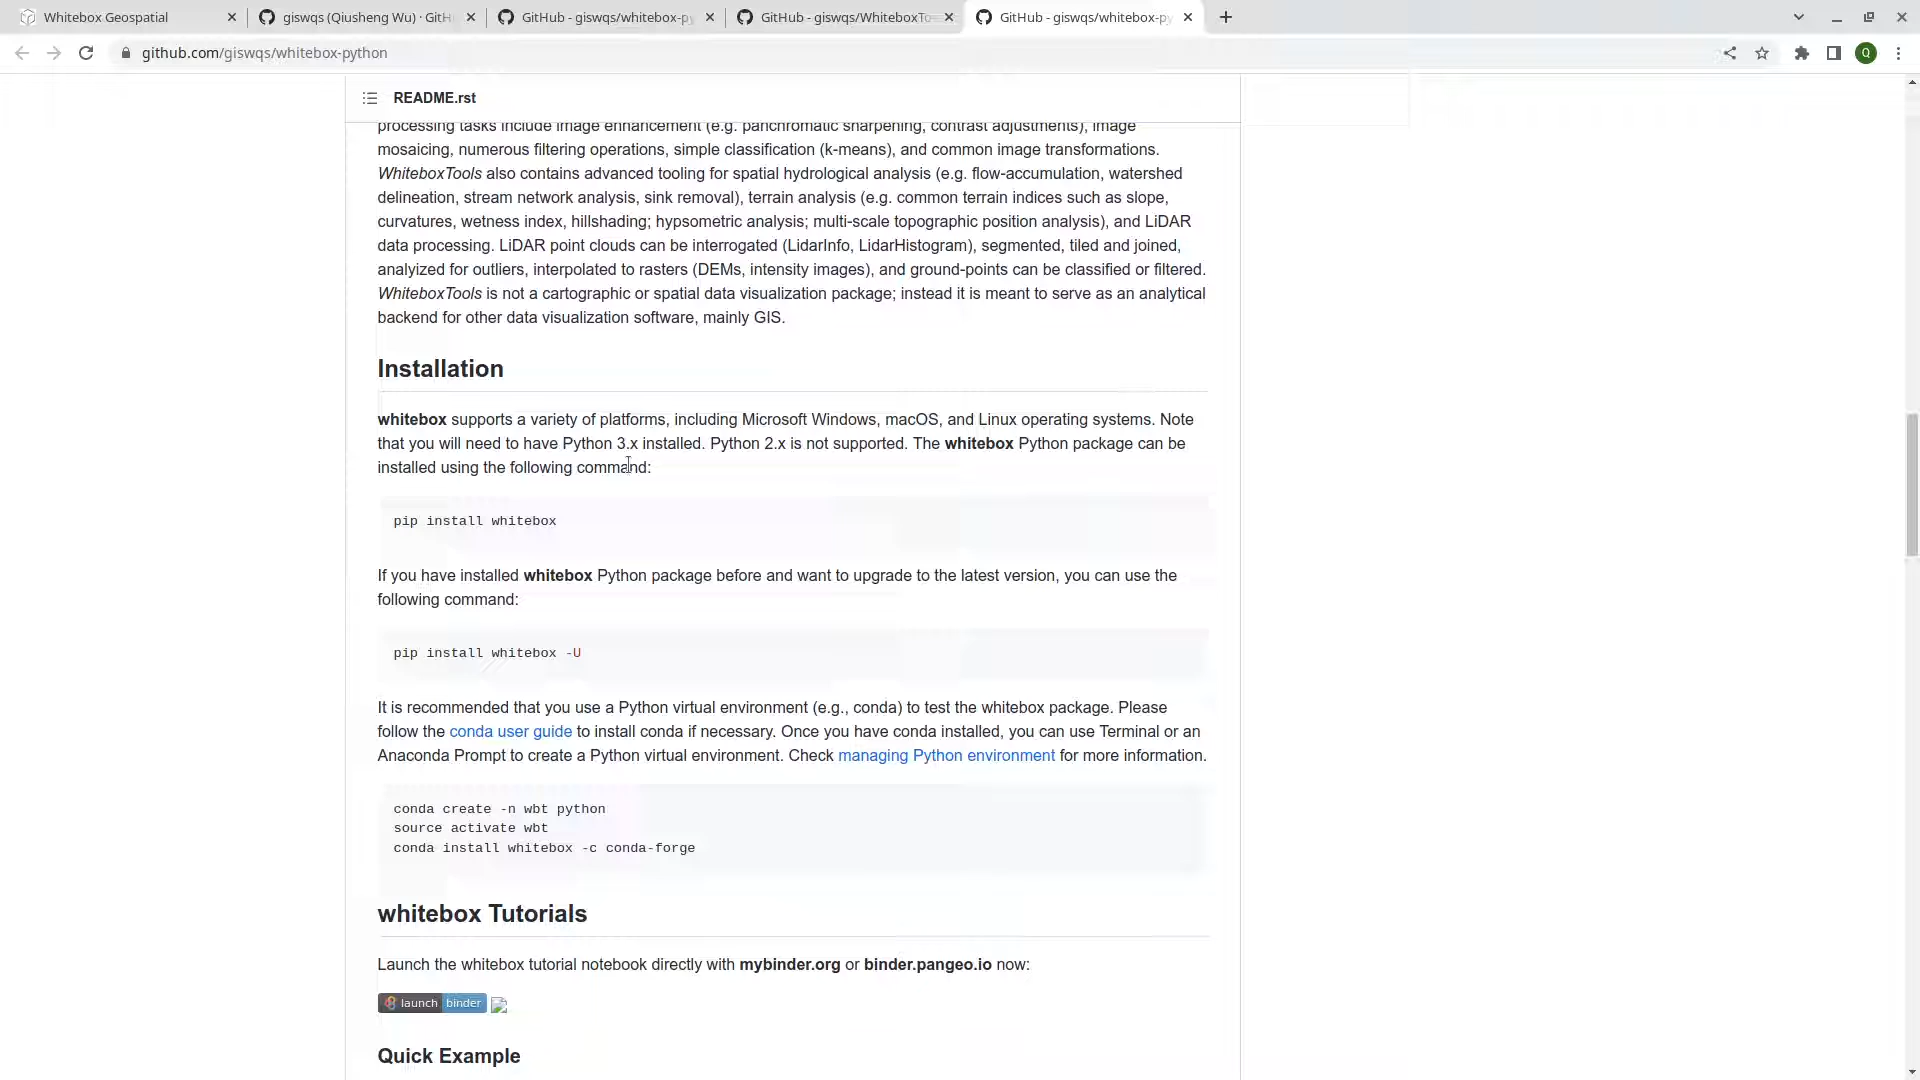 Whitebox Geospatial
giswqs (Qiusheng Wu) · GitH
GitHub - giswqs/whitebox-py
GitHub - giswqs/WhiteboxTo
GitHub - giswqs/whitebox-py
github.com/giswqs/whitebox-python
Q
README.rst
processing tasks include image enhancement (e.g. panchromatic sharpening, contrast adjustments), image
mosaicing, numerous filtering operations, simple classification (k-means), and common image transformations.
WhiteboxTools also contains advanced tooling for spatial hydrological analysis (e.g. flow-accumulation, watershed
delineation, stream network analysis, sink removal), terrain analysis (e.g. common terrain indices such as slope,
curvatures, wetness index, hillshading; hypsometric analysis; multi-scale topographic position analysis), and LiDAR
data processing. LiDAR point clouds can be interrogated (LidarInfo, LidarHistogram), segmented, tiled and joined,
analyized for outliers, interpolated to rasters (DEMs, intensity images), and ground-points can be classified or filtered.
WhiteboxTools is not a cartographic or spatial data visualization package; instead it is meant to serve as an analytical
backend for other data visualization software, mainly GIS.
Installation
whitebox supports a variety of platforms, including Microsoft Windows, macOS, and Linux operating systems. Note
that you will need to have Python 3.x installed. Python 2.x is not supported. The whitebox Python package can be
installed using the following command:
pip install whitebox
If you have installed whitebox Python package before and want to upgrade to the latest version, you can use the
following command:
pip install whitebox -U
It is recommended that you use a Python virtual environment (e.g., conda) to test the whitebox package. Please
follow the conda user guide to install conda if necessary. Once you have conda installed, you can use Terminal or an
Anaconda Prompt to create a Python virtual environment. Check managing Python environment for more information.
conda create -n wbt python
source activate wbt
conda install whitebox -c conda-forge
whitebox Tutorials
Launch the whitebox tutorial notebook directly with mybinder.org or binder.pangeo.io now:
launch binder
Quick Example